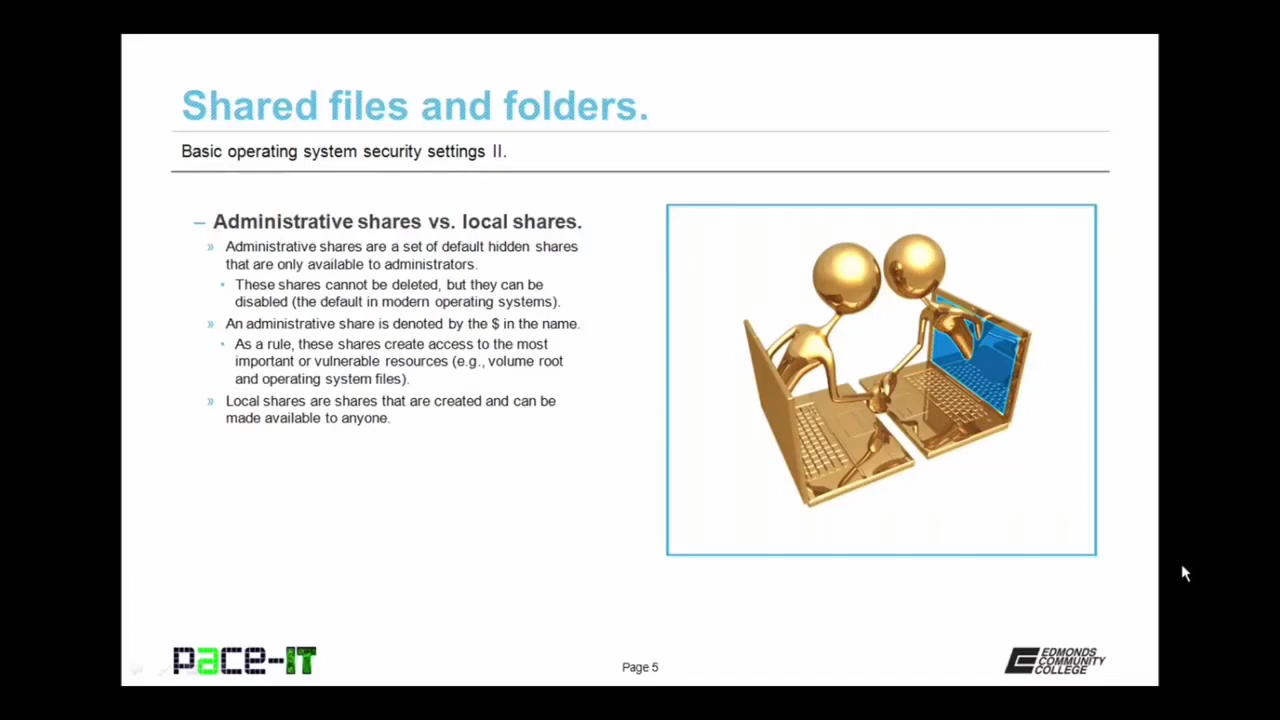 Shared files and folders.
Basic operating system security settings II.
– Administrative shares vs. local shares.
» Administrative shares are a set of default hidden shares
that are only available to administrators.
• These shares cannot be deleted, but they can be
disabled (the default in modern operating systems).
» An administrative share is denoted by the $ in the name.
• As a rule, these shares create access to the most
important or vulnerable resources (e.g., volume root
and operating system files).
» Local shares are shares that are created and can be
made available to anyone.
pace-IT
Page 5
EDMONDS
COMMUNITY
COLLEGE